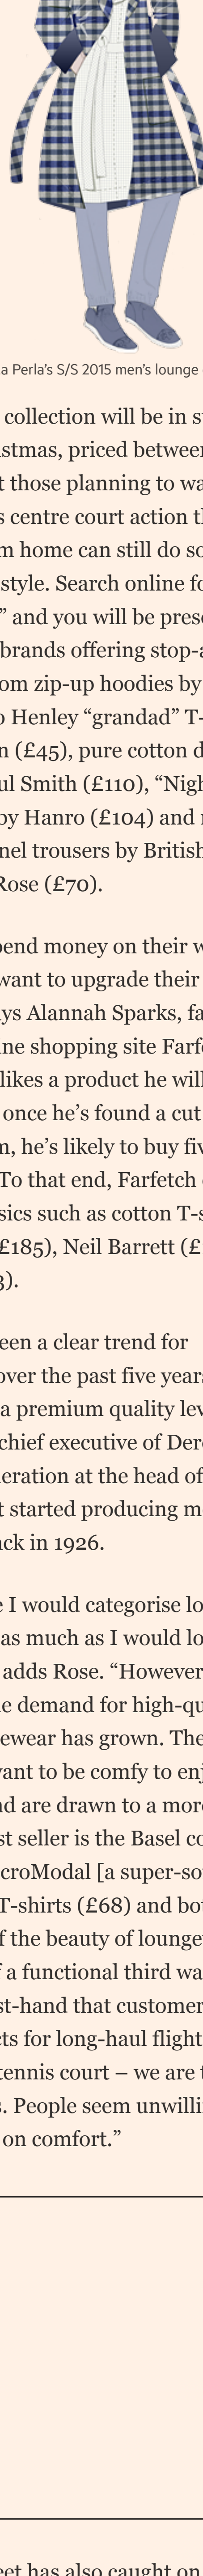 a Perla's S/S 2015 men's lounge
collection will be in s
stmas, priced between
t those planning to wa
s centre court action t
m home can still do so
style. Search online fo
” and you will be prese
brands offering stop-a
om zip-up hoodies by
o Henley “grandad” T-
n (£45), pure cotton d
ul Smith (£110), “Nigh
by Hanro (£104) and r
nel trousers by British
Rose (£70).
pend money on their w
want to upgrade their
ys Alannah Sparks, fa
ine shopping site Farfe
likes a product he will
once he’s found a cut
m, he’s likely to buy fiv
To that end, Farfetch
sics such as cotton T-s
£185), Neil Barrett (£
3).
een a clear trend for
over the past five years
a premium quality lev
chief executive of Dere
eration at the head of
t started producing me
ack in 1926.
e I would categorise lo
as much as I would lo
adds Rose. “However
e demand for high-qu
ewear has grown. The
vant to be comfy to enj
nd are drawn to a more
st seller is the Basel co
icroModal [a super-so
T-shirts (£68) and bot
f the beauty of lounge
f a functional third wa
st-hand that customer
cts for long-haul flight
tennis court – we are t
s. People seem unwilli
on comfort.”
eet has also caught on